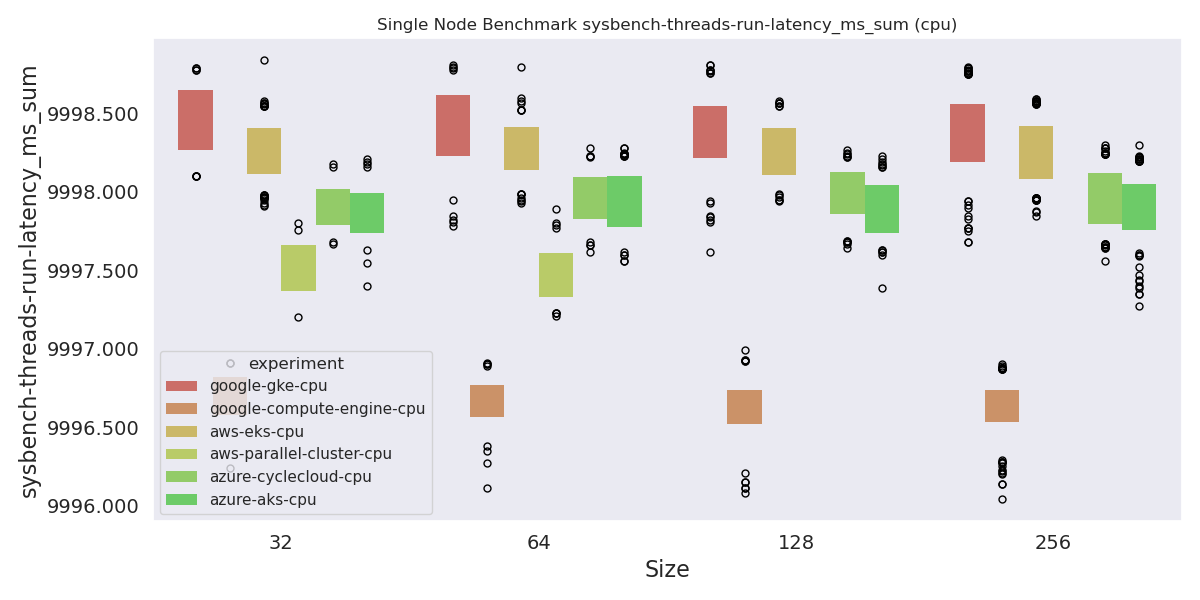 Single Node Benchmark sysbench-threads-run-latency_ms_sum (cpu)
sysbench-threads-run-latency_ms_sum
9998.500
9998.000
9997.500
9997.000
9996.500
9996.000
experiment
google-gke-cpu
google-compute-engine-cpu
aws-eks-cpu
aws-parallel-cluster-cpu
azure-cyclecloud-cpu
azure-aks-cpu
32
64
128
256
Size